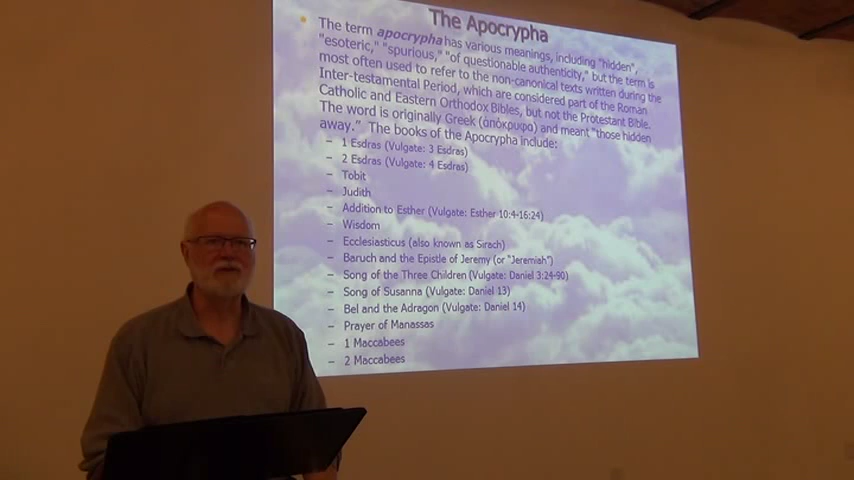 The Apocrypha
The term apocrypha has various meanings, including "hidden",
"esoteric," "spurious," "of questionable authenticity," but the term is
most often used to refer to the non-canonical texts written during the
Inter-testamental Period, which are considered part of the Roman
Catholic and Eastern Orthodox Bibles, but not the Protestant Bible.
The word is originally Greek (ἀπόκρυφα) and meant "those hidden
away." The books of the Apocrypha include:
– 1 Esdras (Vulgate: 3 Esdras)
– 2 Esdras (Vulgate: 4 Esdras)
– Tobit
– Judith
– Addition to Esther (Vulgate: Esther 10:4-16:24)
– Wisdom
– Ecclesiasticus (also known as Sirach)
– Baruch and the Epistle of Jeremy (or "Jeremiah")
– Song of the Three Children (Vulgate: Daniel 3:24-90)
– Song of Susanna (Vulgate: Daniel 13)
– Bel and the Adragon (Vulgate: Daniel 14)
– Prayer of Manassas
– 1 Maccabees
– 2 Maccabees